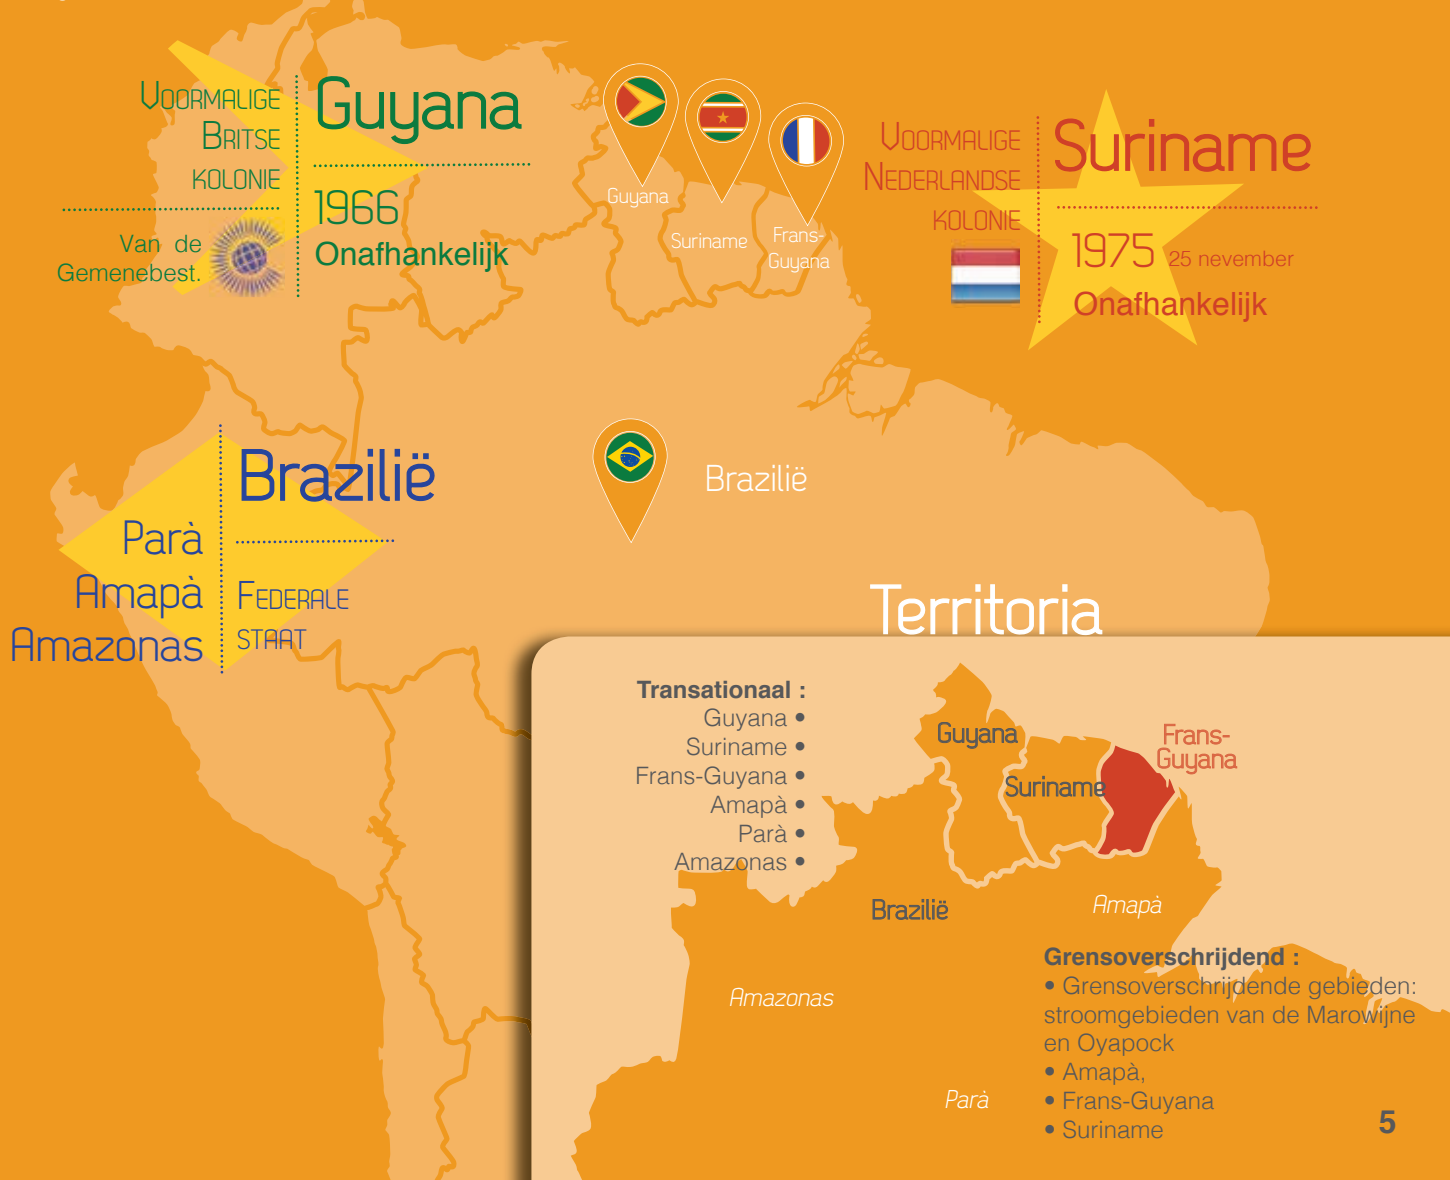 Voormalige
Britse
kolonie
Van de
Gemenebest.
Guyana
1966
Onafhankelijk
Guyana
Suriname
Frans-
Guyana
Voormalige
Nederlandse
kolonie
Suriname
1975 25 nevember
Onafhankelijk
Brazilië
Parà
Amapà
Amazonas
Federale
staat
Brazilië
Territoria
Transationaal :
Guyana •
Suriname •
Frans-Guyana •
Amapà •
Parà •
Amazonas •
Guyana
Suriname
Frans-
Guyana
Brazilië
Amapà
Amazonas
Parà
Grensoverschrijdend :
• Grensoverschrijdende gebieden:
stroomgebieden van de Marowijne
en Oyapock
• Amapà,
• Frans-Guyana
• Suriname
5